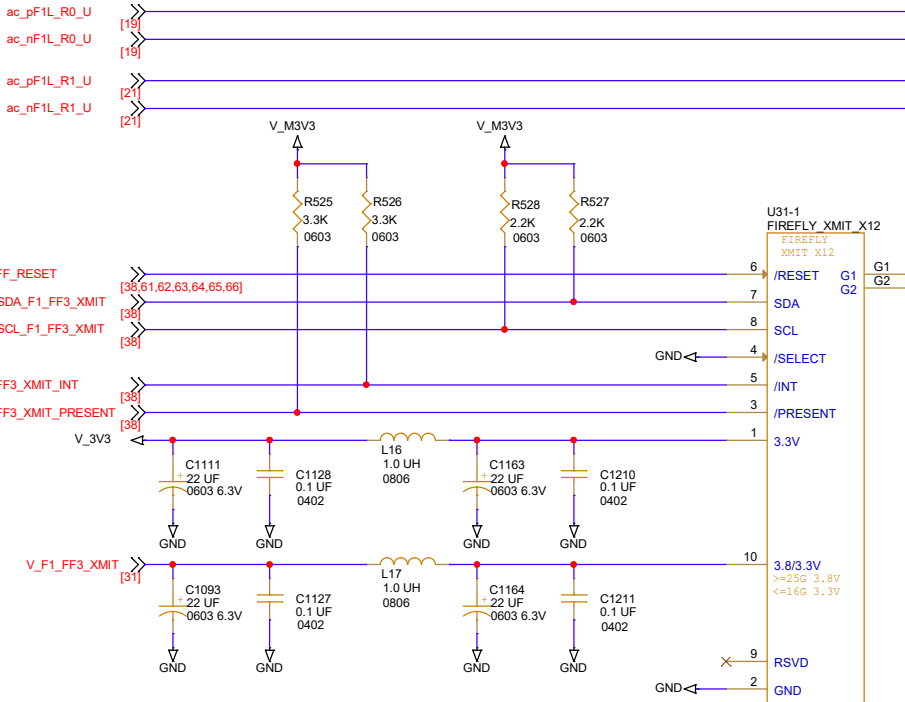 ac_pF1L_R0_U
[19]
ac_nF1L_R0_U
[19]
ac_pF1L_R1_U
[21]
ac_nF1L_R1_U
[21]
V_M3V3
V_M3V3
R525
3.3K
0603
R526
3.3K
0603
R528
2.2K
0603
R527
2.2K
0603
U31-1
FIREFLY_XMIT_X12
FIREFLY
XMIT X12
FF_RESET
[38,61,62,63,64,65,66]
6
/RESET
G1
G1
G2
G2
SDA_F1_FF3_XMIT
[38]
7
SDA
SCL_F1_FF3_XMIT
[38]
8
SCL
GND
4
/SELECT
FF3_XMIT_INT
[38]
5
/INT
FF3_XMIT_PRESENT
[38]
3
/PRESENT
V_3V3
1
3.3V
L16
1.0 UH
0806
C1111
22 UF
0603 6.3V
C1128
0.1 UF
0402
C1163
22 UF
0603 6.3V
C1210
0.1 UF
0402
GND
GND
GND
GND
V_F1_FF3_XMIT
[31]
10
3.8/3.3V
>=25G 3.8V
<=16G 3.3V
L17
1.0 UH
0806
C1093
22 UF
0603 6.3V
C1127
0.1 UF
0402
C1164
22 UF
0603 6.3V
C1211
0.1 UF
0402
GND
GND
GND
GND
9
RSVD
GND
2
GND